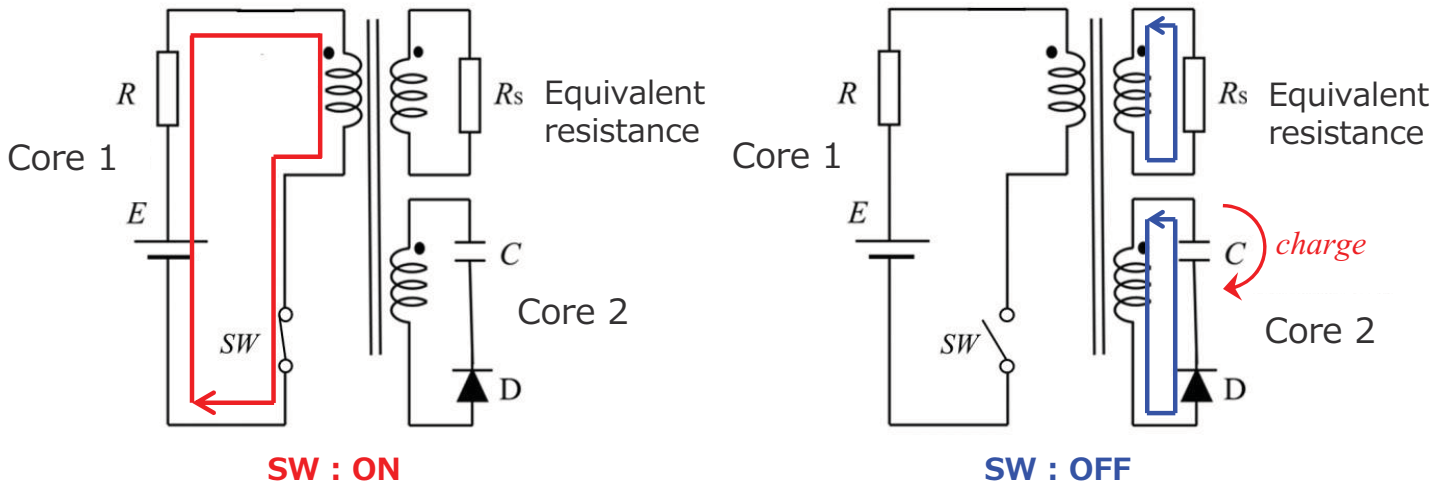 R
Rs
Equivalent
resistance
Core 1
E
C
Core 2
SW
D
SW : ON
R
Rs
Equivalent
resistance
Core 1
E
C
charge
Core 2
SW
D
SW : OFF